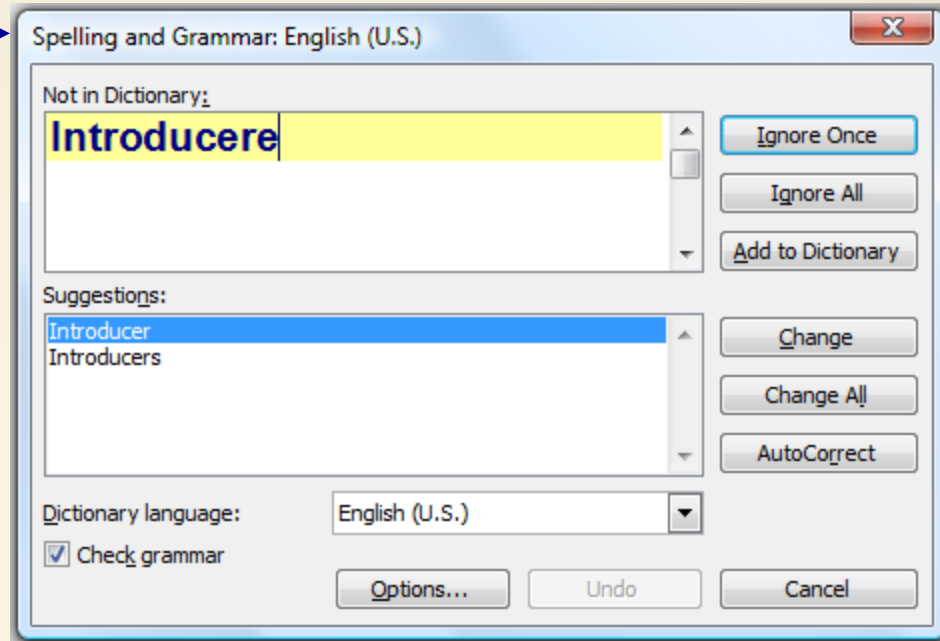 Spelling and Grammar: English (U.S.)
Not in Dictionary:
Introducere
Ignore Once
Ignore All
Add to Dictionary
Suggestions:
Introducer
Introducers
Change
Change All
AutoCorrect
Dictionary language:
English (U.S.)
Check grammar
Options...
Undo
Cancel